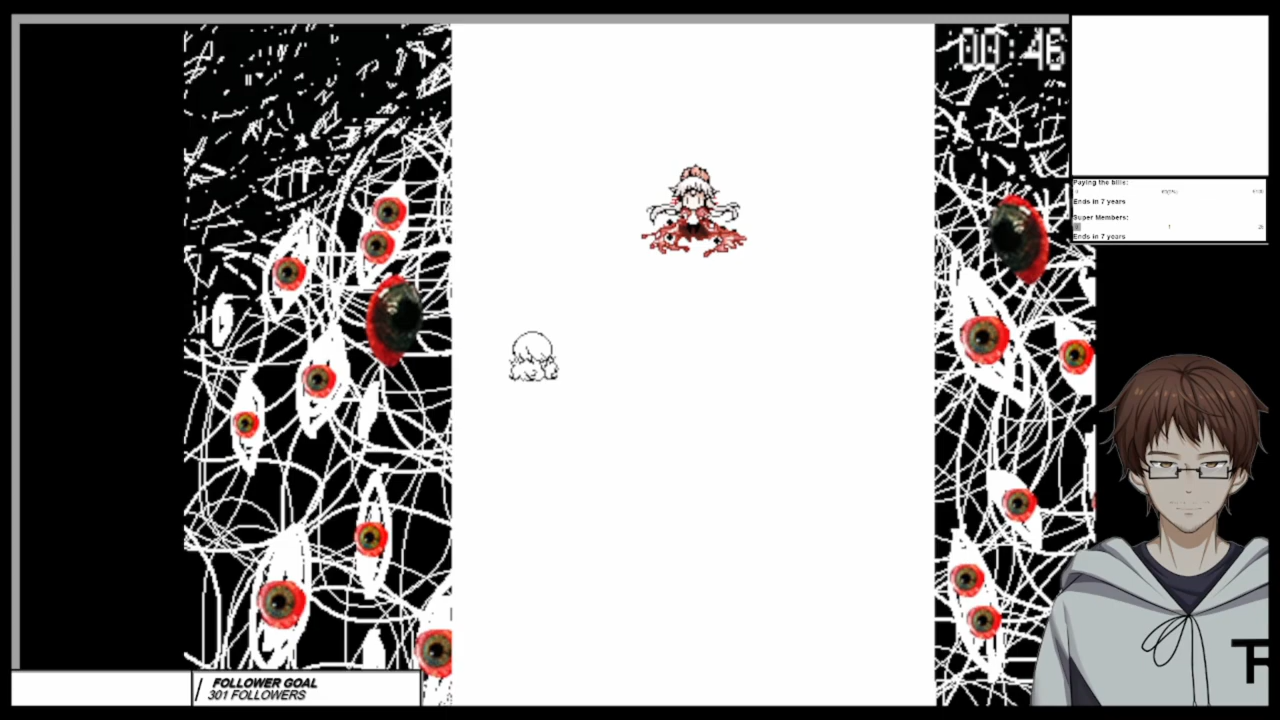 00:46
Paying the bills:
Ends in 7 years
Super Members:
1
Ends in 7 years
FOLLOWER GOAL
301 FOLLOWERS